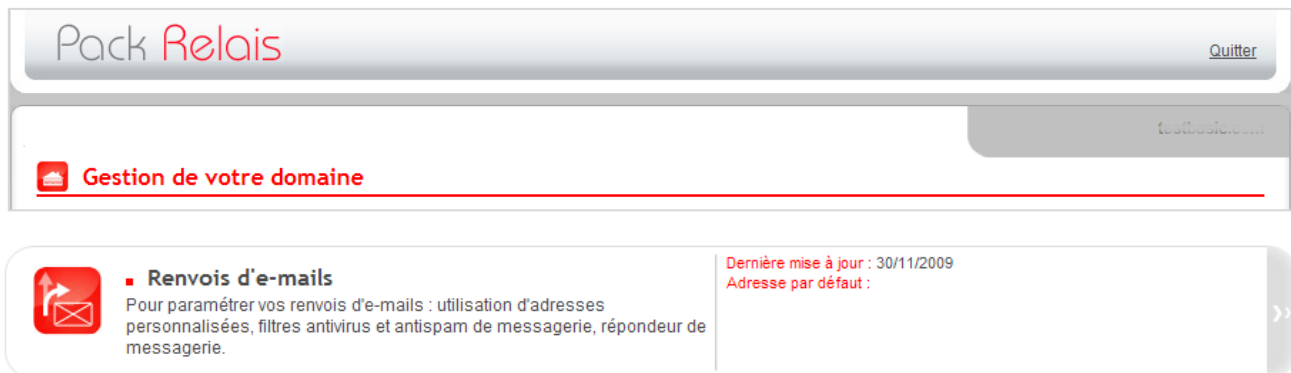 Pack Relais
Quitter
Gestion de votre domaine
Renvois d'e-mails
Pour paramétrer vos renvois d'e-mails : utilisation d'adresses
personnalisées, filtres antivirus et antispam de messagerie, répondeur de
messagerie.
Dernière mise à jour : 30/11/2009
Adresse par défaut :